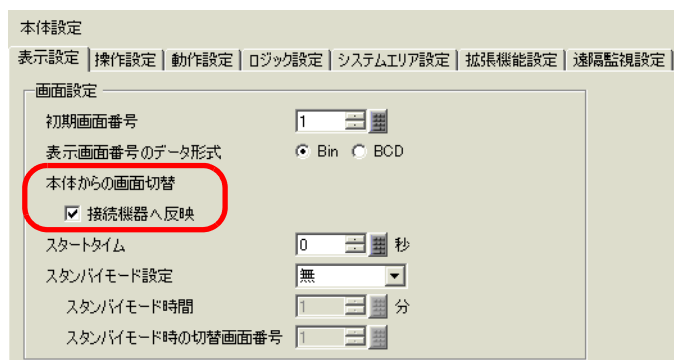 本体設定
表示設定 操作設定 動作設定 ロジック設定 システムエリア設定 拡張機能設定 遠隔監視設定
画面設定
初期画面番号 1
表示画面番号のデータ形式 Bin BCD
本体からの画面切替
接続機器へ反映
スタートタイム 0 秒
スタンバイモード設定 無
スタンバイモード時間 1 分
スタンバイモード時の切替画面番号 1